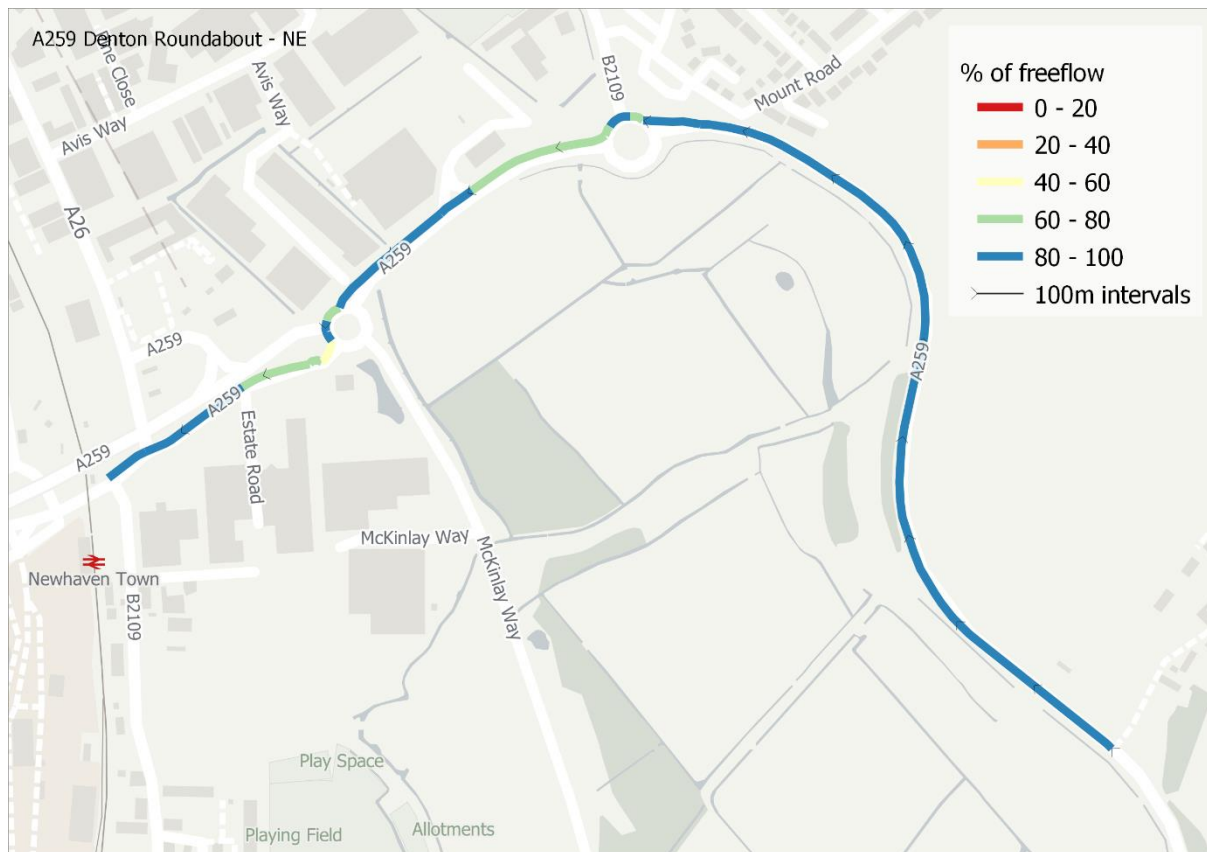 A259 Denton Roundabout - NE
% of freeflow
0 - 20
20 - 40
40 - 60
60 - 80
80 - 100
100m intervals
Close
Avis Way
Avis Way
B2109
Mount Road
A26
A259
A259
A259
A259
A259
Estate Road
McKinlay Way
McKinlay Way
Newhaven Town
B2109
Play Space
Playing Field
Allotments